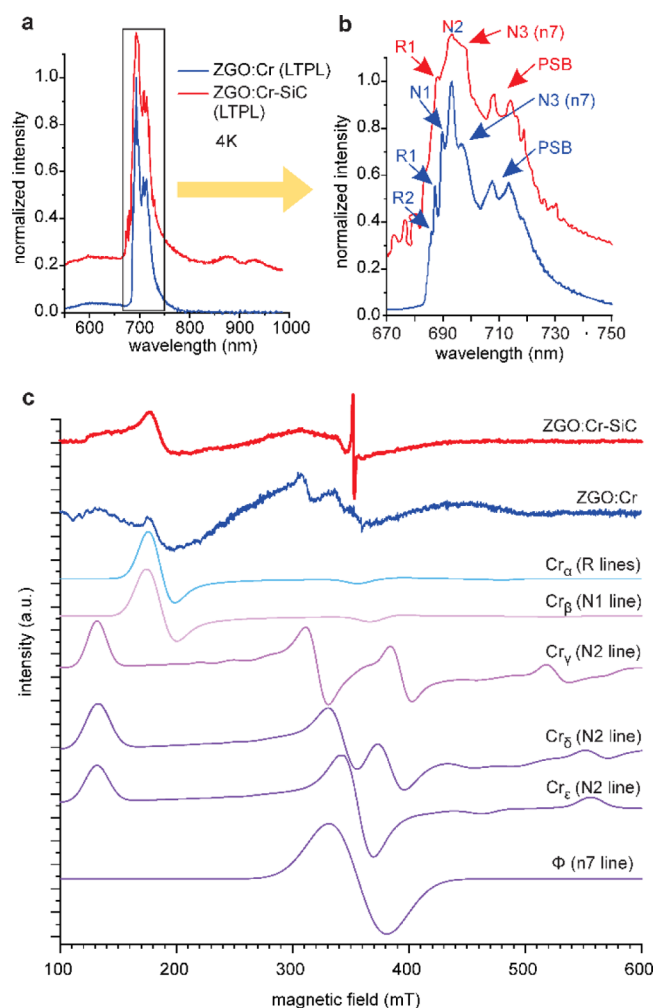 a
normalized intensity
1.0
0.8
0.6
0.4
0.2
0.0
600 700 800 900 1000
wavelength (nm)
ZGO:Cr (LTPL)
ZGO:Cr-SiC
(LTPL)
4K
b
normalized intensity
1.0
0.8
0.6
0.4
0.2
0.0
670 690 710 730 750
wavelength (nm)
N2
R1
N3 (n7)
PSB
N1
N3 (n7)
R1
PSB
R2
c
intensity (a.u.)
ZGO:Cr-SiC
ZGO:Cr
Crα (R lines)
Crβ (N1 line)
Crγ (N2 line)
Crδ (N2 line)
Crε (N2 line)
Φ (n7 line)
100 200 300 400 500 600
magnetic field (mT)